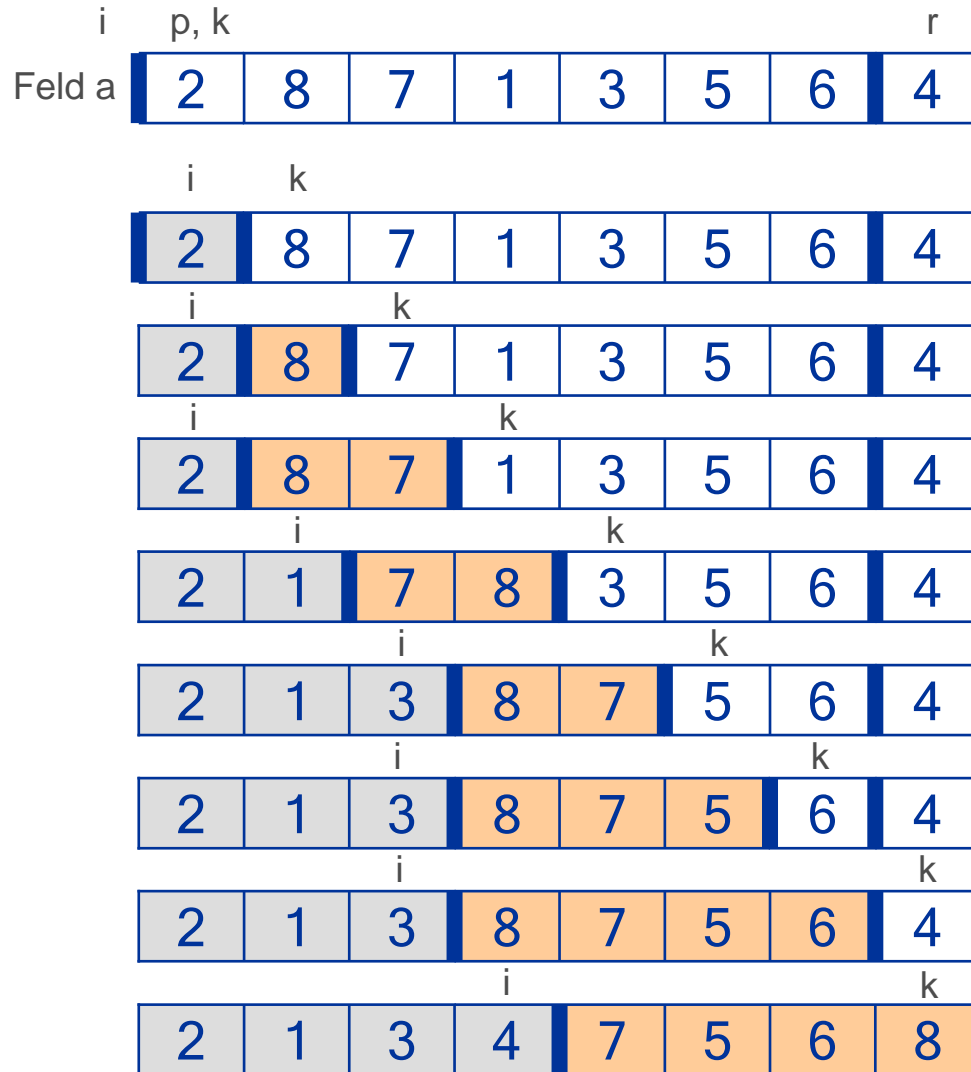 i p, k r
Feld a 2 8 7 1 3 5 6 4
i k
2 8 7 1 3 5 6 4
i k
2 8 7 1 3 5 6 4
i k
2 8 7 1 3 5 6 4
i k
2 1 7 8 3 5 6 4
i k
2 1 3 8 7 5 6 4
i k
2 1 3 8 7 5 6 4
i k
2 1 3 8 7 5 6 4
i k
2 1 3 4 7 5 6 8